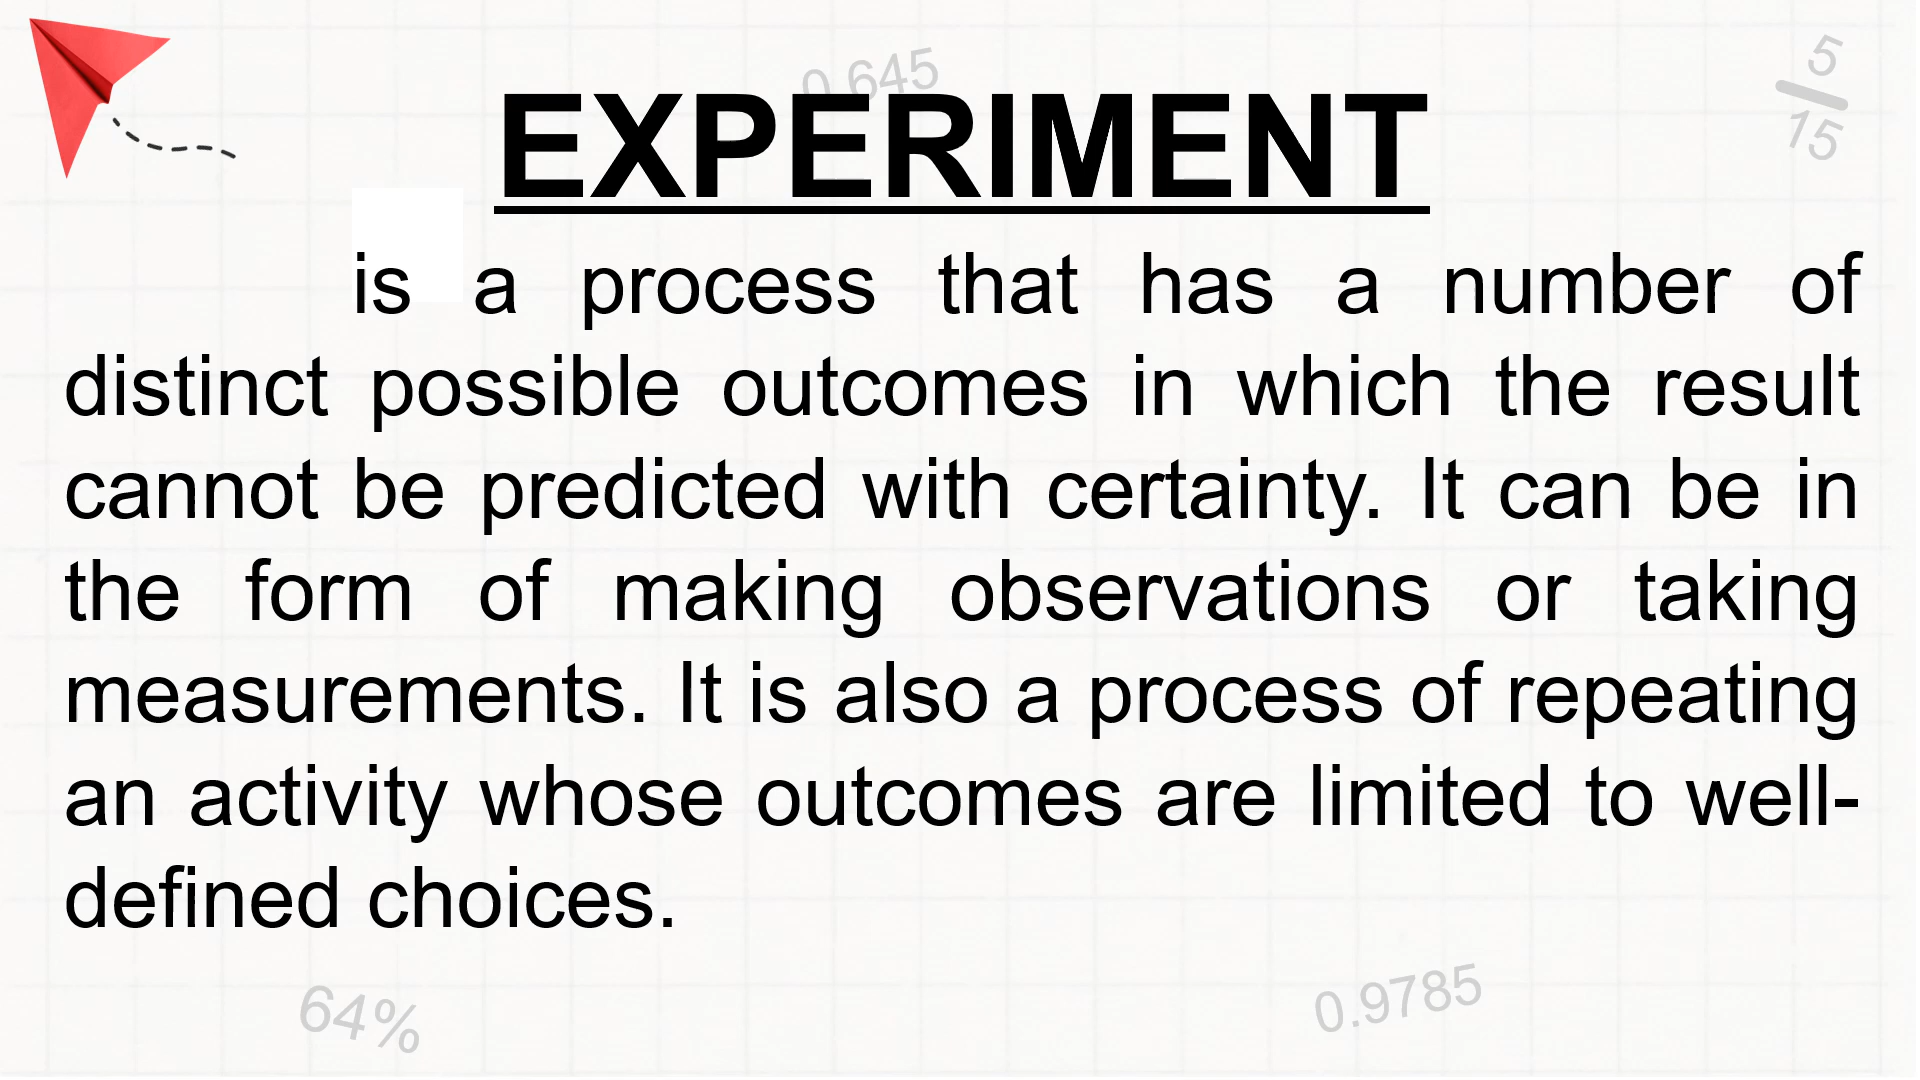 0.645
5
15
EXPERIMENT
is a process that has a number of
distinct possible outcomes in which the result
cannot be predicted with certainty. It can be in
the form of making observations or taking
measurements. It is also a process of repeating
an activity whose outcomes are limited to well-
defined choices.
64%
0.9785